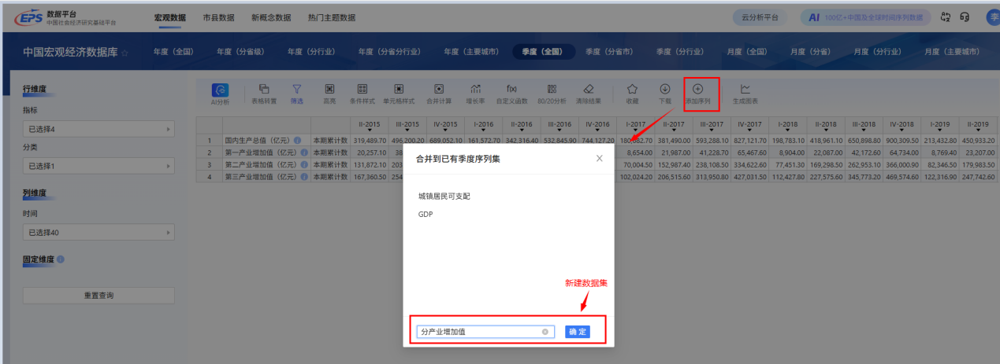 EPS 数据平台 中国社会经济研究基础平台 宏观数据 市县数据 新概念数据 热门主题数据 云分析平台 AI 100亿+中国及全球时间序列数据 李
中国宏观经济数据库 年度（全国） 年度（分省级） 年度（分行业） 年度（分省分行业） 年度（主要城市） 季度（全国） 季度（分省市） 季度（分行业） 月度（全国） 月度（分省） 月度（分行业） 月度（主要城市）
行维度
指标
已选择4
分类
已选择1
列维度
时间
已选择40
固定维度
重置查询
AI分析 表格转置 筛选 高亮 条件样式 单元格样式 合并计算 增长率 f(x) 自定义函数 80/20分析 清除结果 收藏 下载 添加序列 生成图表
II-2015 III-2015 IV-2015 I-2016 II-2016 III-2016 IV-2016 I-2017 II-2017 III-2017 IV-2017 I-2018 II-2018 III-2018 IV-2018 I-2019 II-2019
1 国内生产总值（亿元） 本期累计数 319,489.70 496,200.20 689,052.10 161,572.70 342,316.40 532,845.90 744,127.20 381,490.00 593,288.10 827,121.70 198,783.10 418,961.10 650,898.80 900,309.50 213,432.80 450,933.20
2 第一产业增加值（亿元） 本期累计数 20,257.10 38 8,654.00 21,987.00 41,228.70 65,467.60 8,904.00 22,087.00 42,172.60 64,734.00 8,769.40 23,207.00
3 第二产业增加值（亿元） 本期累计数 131,872.10 203 70,004.50 152,987.40 238,108.50 334,622.60 77,451.30 169,298.50 262,953.10 366,000.90 82,346.50 179,983.50
4 第三产业增加值（亿元） 本期累计数 167,360.50 254 102,024.20 206,515.60 313,950.80 427,031.50 112,427.80 227,575.60 345,773.20 469,574.60 122,316.90 247,742.60
合并到已有季度序列集
城镇居民可支配
GDP
新建数据集
分产业增加值 确定